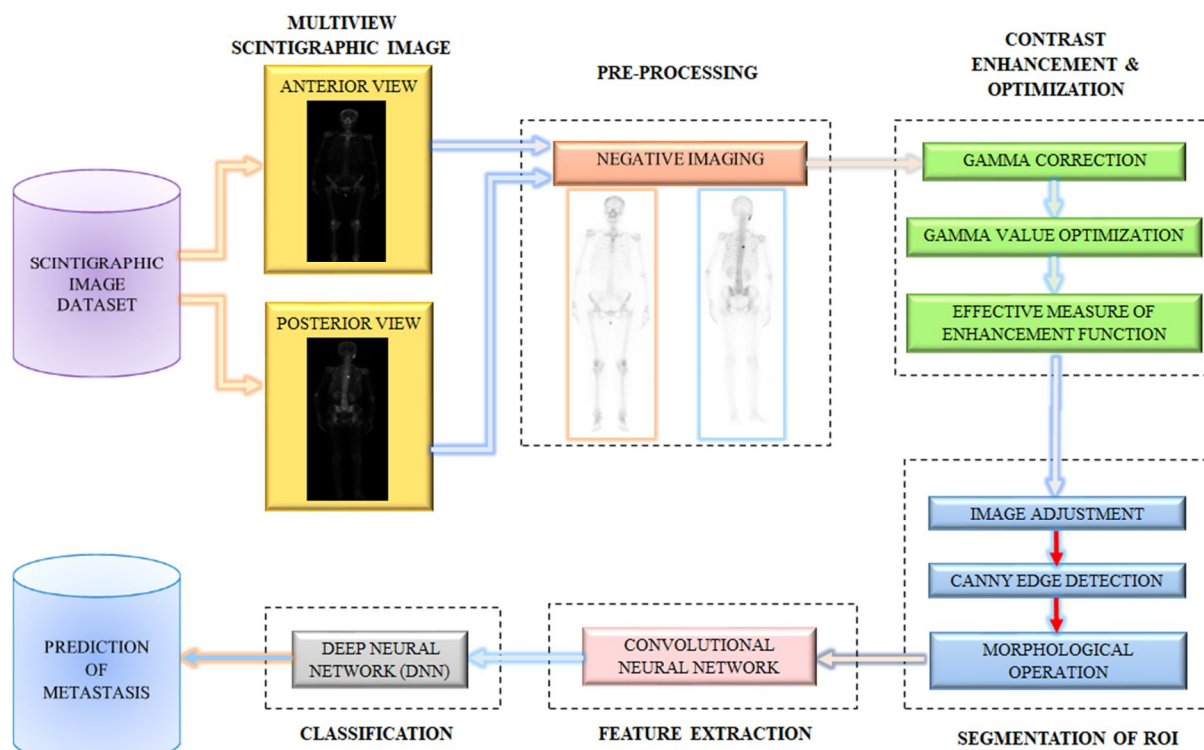 MULTIVIEW
SCINTIGRAPHIC IMAGE
ANTERIOR VIEW
POSTERIOR VIEW
SCINTIGRAPHIC
IMAGE
DATASET
PRE-PROCESSING
NEGATIVE IMAGING
CONTRAST
ENHANCEMENT &
OPTIMIZATION
GAMMA CORRECTION
GAMMA VALUE OPTIMIZATION
EFFECTIVE MEASURE OF
ENHANCEMENT FUNCTION
IMAGE ADJUSTMENT
CANNY EDGE DETECTION
MORPHOLOGICAL
OPERATION
SEGMENTATION OF ROI
CONVOLUTIONAL
NEURAL NETWORK
FEATURE EXTRACTION
DEEP NEURAL
NETWORK (DNN)
CLASSIFICATION
PREDICTION
OF
METASTASIS